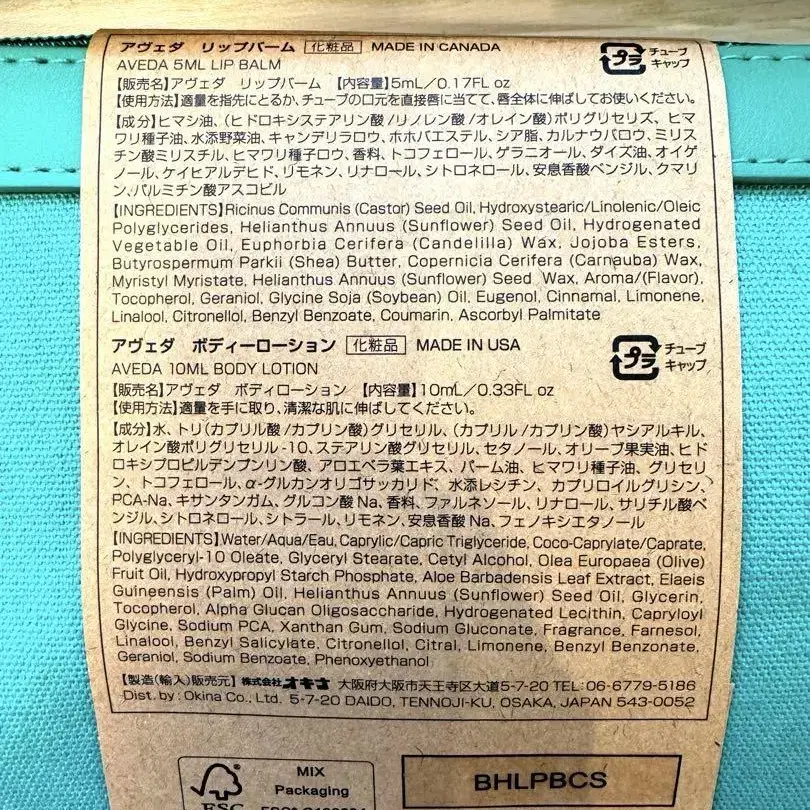 アヴェダ リップバーム 化粧品 MADE IN CANADA
プラ チューブ
キャップ
AVEDA 5ML LIP BALM
【販売名】アヴェダ リップバーム 【内容量】5mL/0.17FL oz
【使用方法】適量を指先にとるか、チューブの口元を直接唇に当てて、唇全体に伸ばしてお使いください。
【成分】ヒマシ油、(ヒドロキシステアリン酸/リノレン酸/オレイン酸)ポリグリセリズ、ヒマ
ワリ種子油、水添野菜油、キャンデリラロウ、ホホバエステル、シア脂、カルナウバロウ、ミリス
チン酸ミリスチル、ヒマワリ種子ロウ、香料、トコフェロール、ゲラニオール、ダイズ油、オイゲ
ノール、ケイヒアルデヒド、リモネン、リナロール、シトロネロール、安息香酸ベンジル、クマリ
ン、パルミチン酸アスコビル
【INGREDIENTS】Ricinus Communis (Castor) Seed Oil, Hydroxystearic/Linolenic/Oleic
Polyglycerides, Helianthus Annuus (Sunflower) Seed Oil, Hydrogenated
Vegetable Oil, Euphorbia Cerifera (Candelilla) Wax, Jojoba Esters,
Butyrospermum Parkii (Shea) Butter, Copernicia Cerifera (Carnauba) Wax,
Myristyl Myristate, Helianthus Annuus (Sunflower) Seed Wax, Aroma/(Flavor),
Tocopherol, Geraniol, Glycine Soja (Soybean) Oil, Eugenol, Cinnamal, Limonene,
Linalool, Citronellol, Benzyl Benzoate, Coumarin, Ascorbyl Palmitate
アヴェダ ボディーローション 化粧品 MADE IN USA
プラ チューブ
キャップ
AVEDA 10ML BODY LOTION
【販売名】アヴェダ ボディローション 【内容量】10mL/0.33FL oz
【使用方法】適量を手に取り、清潔な肌に伸ばしてください。
【成分】水、トリ(カプリル酸/カプリン酸)グリセリル、(カプリル/カプリン酸)ヤシアルキル、
オレイン酸ポリグリセリル-10、ステアリン酸グリセリル、セタノール、オリーブ果実油、ヒド
ロキシプロピルデンプンリン酸、アロエベラ葉エキス、パーム油、ヒマワリ種子油、グリセリ
ン、トコフェロール、α-グルカンオリゴサッカリド、水添レシチン、カプリロイルグリシン、
PCA-Na、キサンタンガム、グルコン酸Na、香料、ファルネソール、リナロール、サリチル酸ベ
ンジル、シトロネロール、シトラール、リモネン、安息香酸Na、フェノキシエタノール
【INGREDIENTS】Water/Aqua/Eau, Caprylic/Capric Triglyceride, Coco-Caprylate/Caprate,
Polyglyceryl-10 Oleate, Glyceryl Stearate, Cetyl Alcohol, Olea Europaea (Olive)
Fruit Oil, Hydroxypropyl Starch Phosphate, Aloe Barbadensis Leaf Extract, Elaeis
Guineensis (Palm) Oil, Helianthus Annuus (Sunflower) Seed Oil, Glycerin,
Tocopherol, Alpha Glucan Oligosaccharide, Hydrogenated Lecithin, Capryloyl
Glycine, Sodium PCA, Xanthan Gum, Sodium Gluconate, Fragrance, Farnesol,
Linalool, Benzyl Salicylate, Citronellol, Citral, Limonene, Benzyl Benzonate,
Geraniol, Sodium Benzoate, Phenoxyethanol
【製造(輸入)販売元】株式会社オキナ 大阪府大阪市天王寺区大道5-7-20 TEL:06-6779-5186
Dist. by : Okina Co., Ltd. 5-7-20 DAIDO, TENNOJI-KU, OSAKA, JAPAN 543-0052
FSC
MIX
Packaging
BHLPBCS